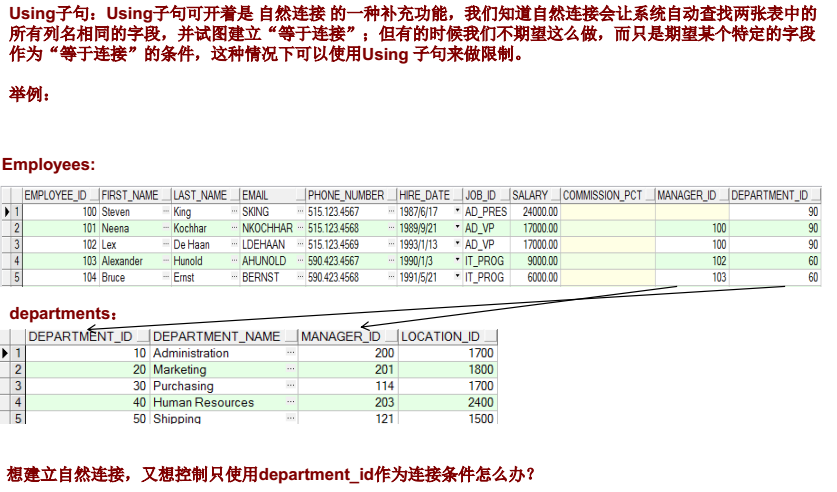 Using子句：Using子句可开着是 自然连接 的一种补充功能，我们知道自然连接会让系统自动查找两张表中的
所有列名相同的字段，并试图建立“等于连接”；但有的时候我们不期望这么做，而只是期望某个特定的字段
作为“等于连接”的条件，这种情况下可以使用Using 子句来做限制。
举例：
Employees:
EMPLOYEE_ID FIRST_NAME LAST_NAME EMAIL PHONE_NUMBER HIRE_DATE JOB_ID SALARY COMMISSION_PCT MANAGER_ID DEPARTMENT_ID
1 100 Steven King SKING 515.123.4567 1987/6/17 AD_PRES 24000.00 90
2 101 Neena Kochhar NKOCHHAR 515.123.4568 1989/9/21 AD_VP 17000.00 100 90
3 102 Lex De Haan LDEHAAN 515.123.4569 1993/1/13 AD_VP 17000.00 100 90
4 103 Alexander Hunold AHUNOLD 590.423.4567 1990/1/3 IT_PROG 9000.00 102 60
5 104 Bruce Ernst BERNST 590.423.4568 1991/5/21 IT_PROG 6000.00 103 60
departments：
DEPARTMENT_ID DEPARTMENT_NAME MANAGER_ID LOCATION_ID
1 10 Administration 200 1700
2 20 Marketing 201 1800
3 30 Purchasing 114 1700
4 40 Human Resources 203 2400
5 50 Shipping 121 1500
想建立自然连接，又想控制只使用department_id作为连接条件怎么办？